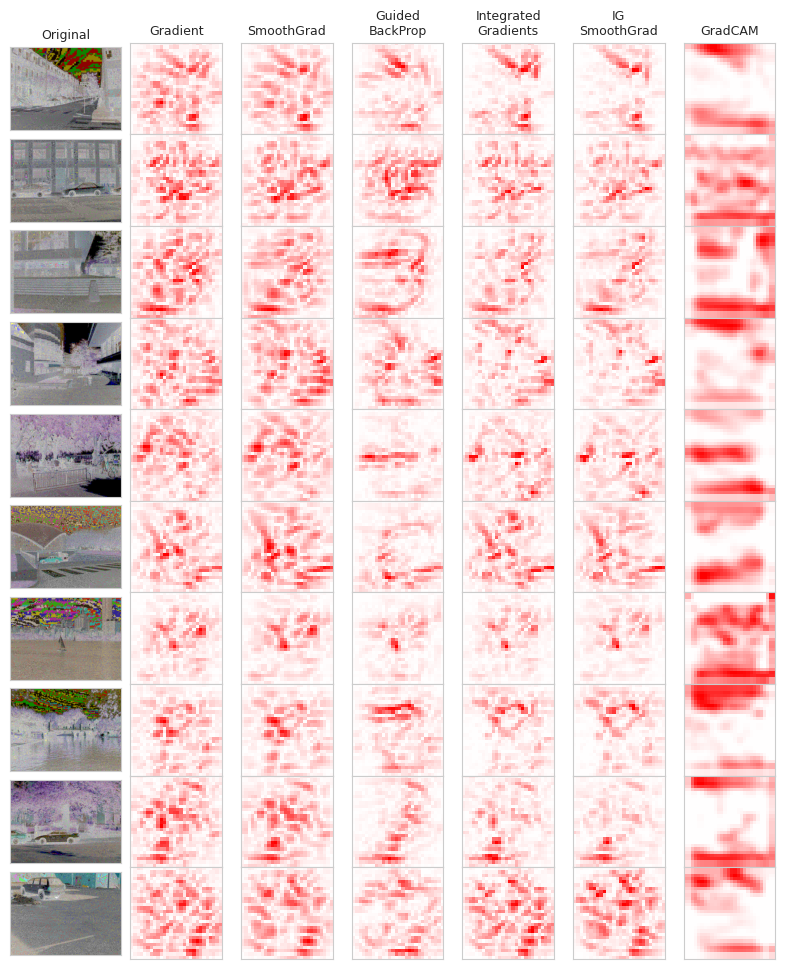 Original
Gradient
SmoothGrad
Guided
BackProp
Integrated
Gradients
IG
SmoothGrad
GradCAM